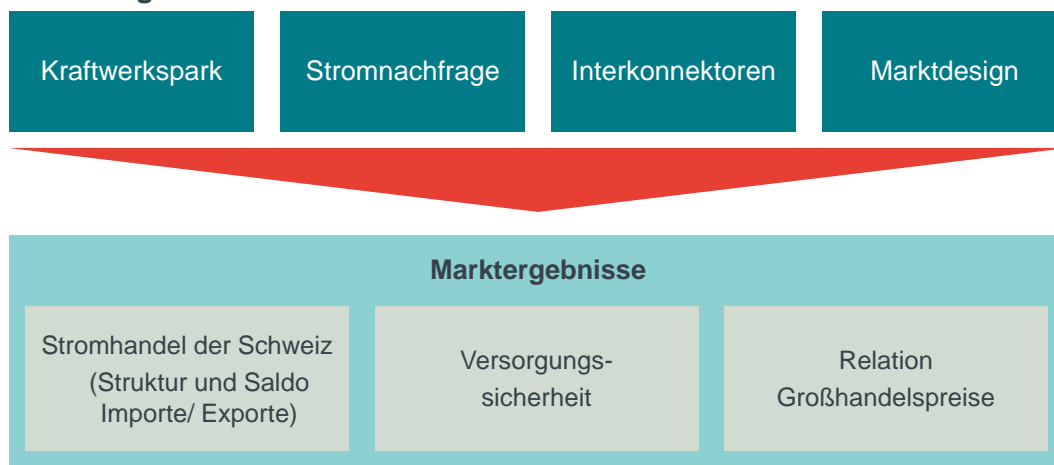 Kraftwerkspark
Stromnachfrage
Interkonnektoren
Marktdesign
Marktergebnisse
Stromhandel der Schweiz
(Struktur und Saldo
Importe/ Exporte)
Versorgungs-
sicherheit
Relation
Großhandelspreise